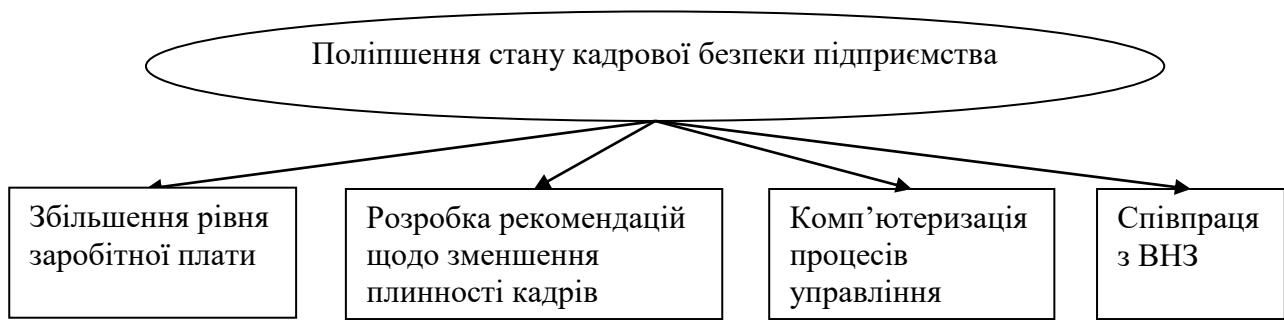 Поліпшення стану кадрової безпеки підприємства
Збільшення рівня
заробітної плати
Розробка рекомендацій
щодо зменшення
плинності кадрів
Комп’ютеризація
процесів
управління
Співпраця
з ВНЗ